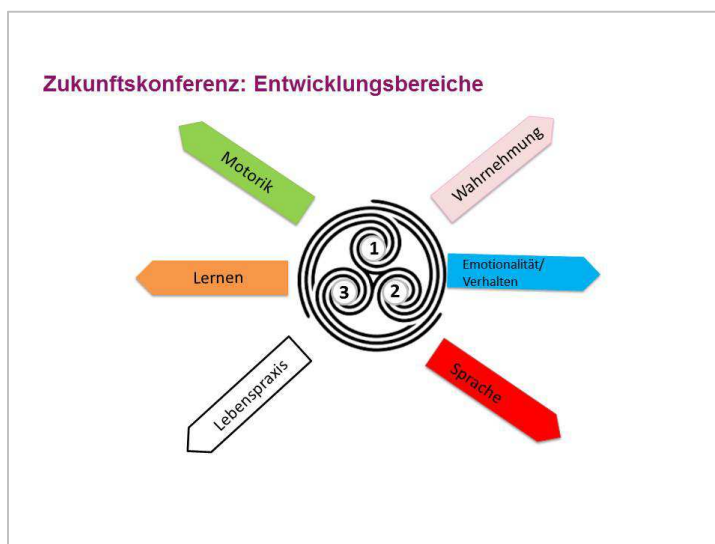 Zukunftskonferenz: Entwicklungsbereiche
Motorik
Wahrnehmung
1
Lernen
3
2
Emotionalität/
Verhalten
Lebenspraxis
Sprache